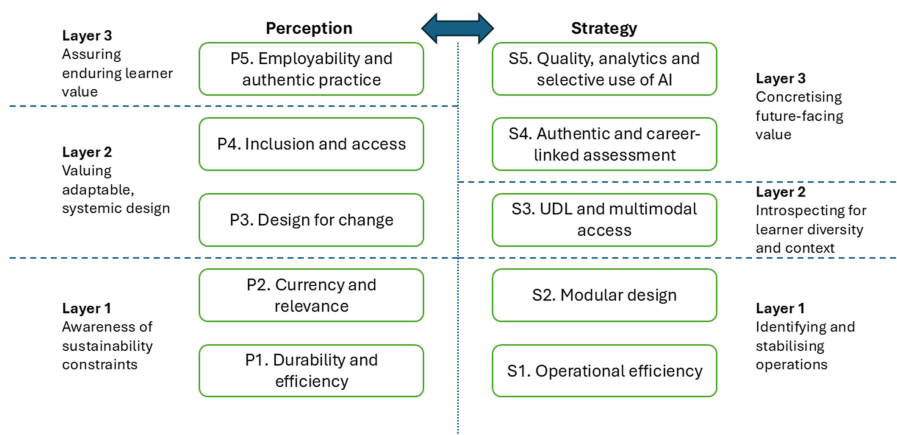 Perception
Strategy
Layer 3
Assuring
enduring learner
value
P5. Employability and
authentic practice
S5. Quality, analytics and
selective use of AI
Layer 3
Concretising
future-facing
value
Layer 2
Valuing
adaptable,
systemic design
P4. Inclusion and access
S4. Authentic and career-
linked assessment
P3. Design for change
S3. UDL and multimodal
access
Layer 2
Introspecting for
learner diversity
and context
Layer 1
Awareness of
sustainability
constraints
P2. Currency and
relevance
S2. Modular design
Layer 1
Identifying and
stabilising
operations
P1. Durability and
efficiency
S1. Operational efficiency